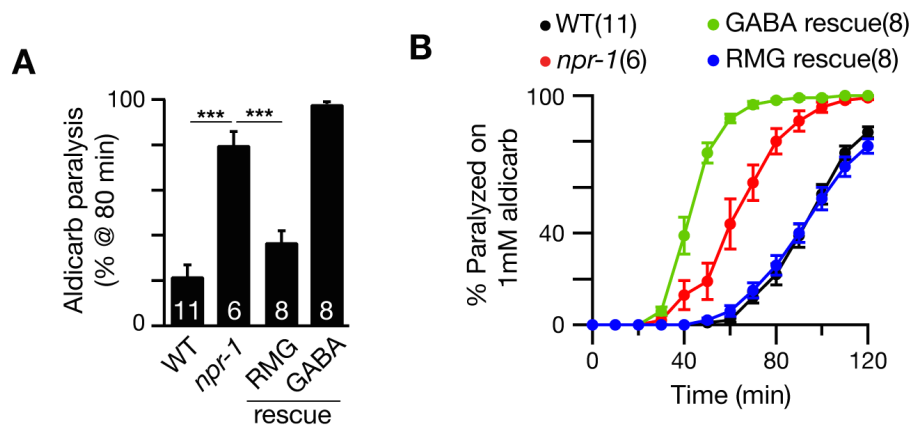 A
Aldicarb paralysis
(% @ 80 min)
100
0
***
***
11
6
8
8
WT
npr-1
RMG
GABA
rescue
B
WT(11)
GABA rescue(8)
npr-1(6)
RMG rescue(8)
% Paralyzed on
1mM aldicarb
100
80
40
0
0
40
80
120
Time (min)